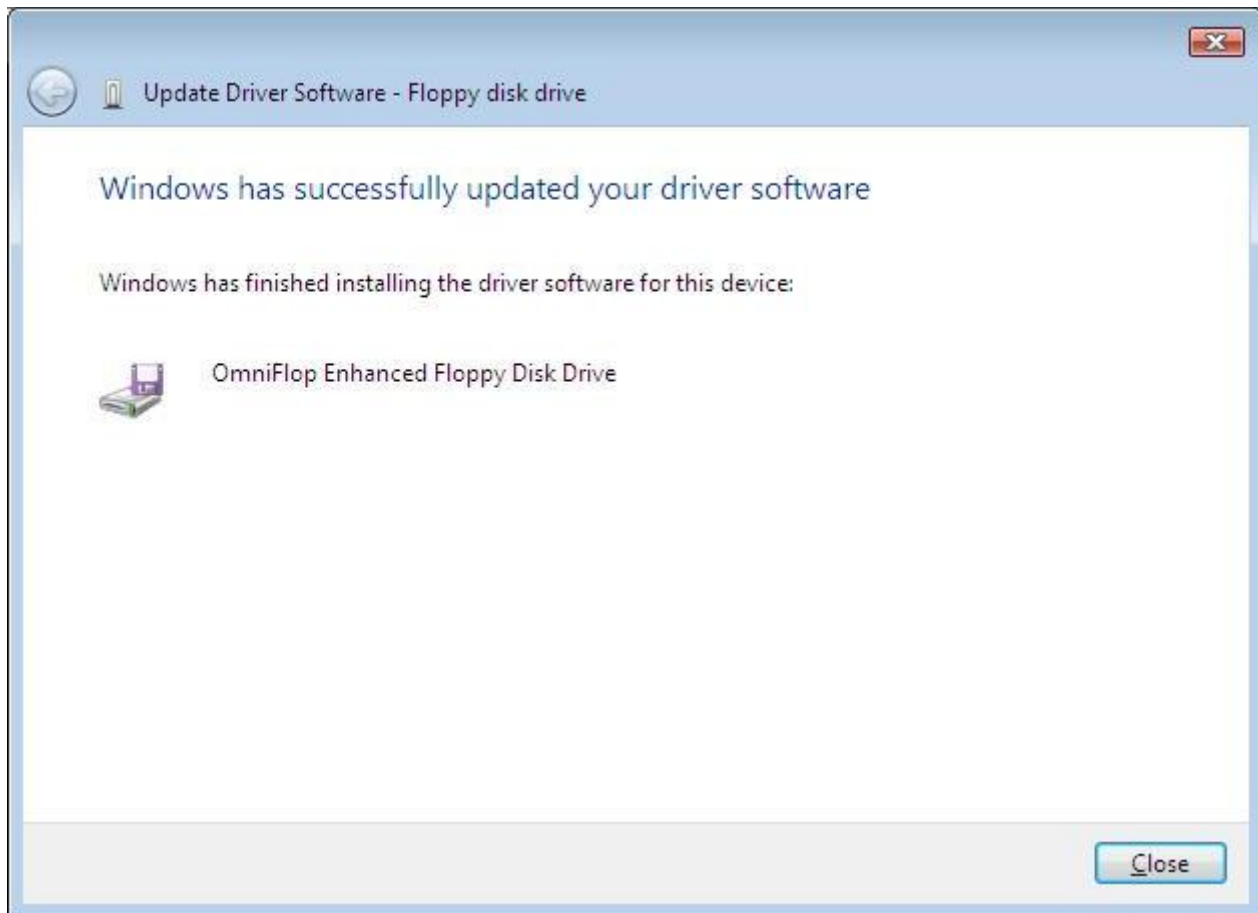 Update Driver Software - Floppy disk drive
Windows has successfully updated your driver software
Windows has finished installing the driver software for this device:
OmniFlop Enhanced Floppy Disk Drive
Close